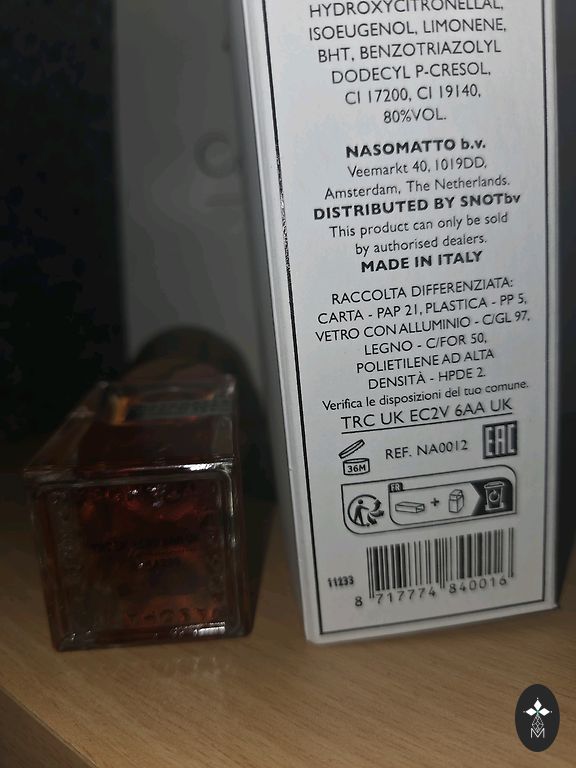 HYDROXYCITRONELLAL,
ISOEUGENOL, LIMONENE,
BHT, BENZOTRIAZOLYL
DODECYL P-CRESOL,
CI 17200, CI 19140,
80%VOL.
NASOMATTO b.v.
Veemarkt 40, 1019DD,
Amsterdam, The Netherlands.
DISTRIBUTED BY SNOTbv
This product can only be sold
by authorised dealers.
MADE IN ITALY
RACCOLTA DIFFERENZIATA:
CARTA - PAP 21, PLASTICA - PP 5,
VETRO CON ALLUMINIO - C/GL 97,
LEGNO - C/FOR 50,
POLIETILENE AD ALTA
DENSITÀ - HPDE 2.
Verifica le disposizioni del tuo comune.
TRC UK EC2V 6AA UK
36M
REF. NA0012
EAC
FR
11233
8 717774 840016
M